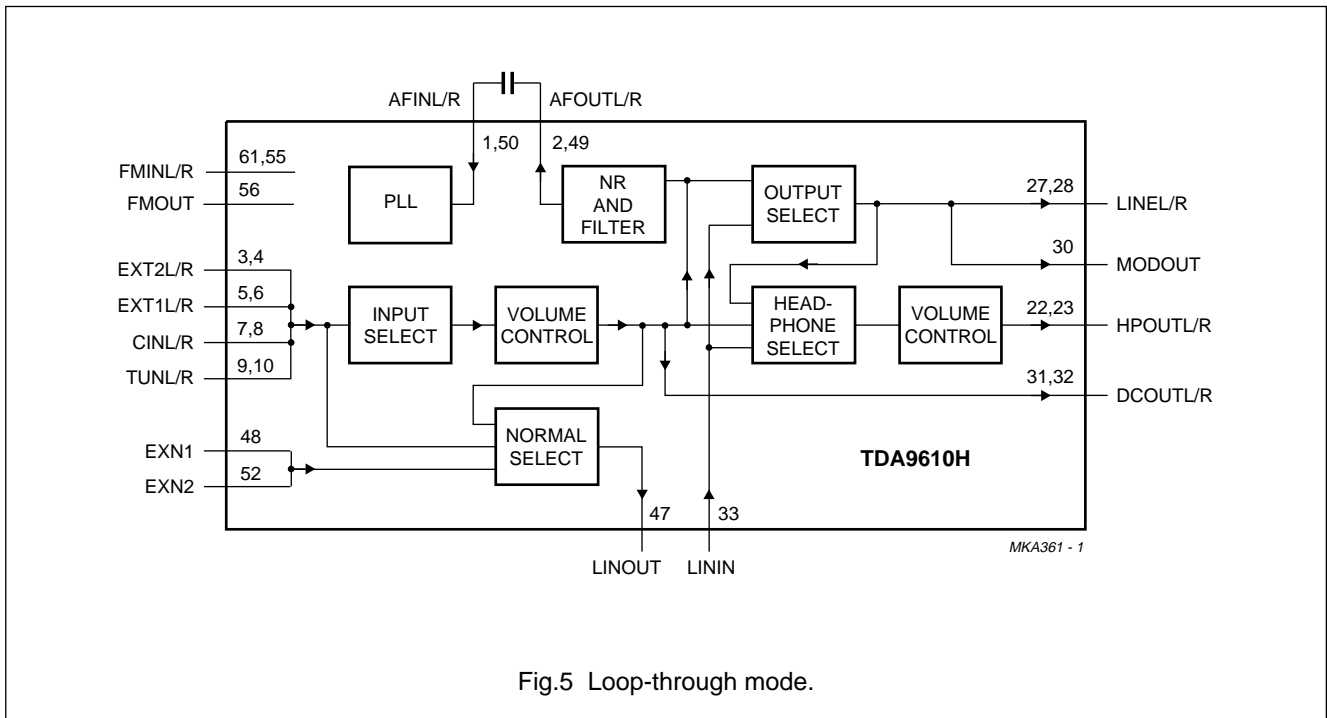 AFINL/R
AFOUTL/R
1,50
2,49
FMINL/R
61,55
FMOUT
56
PLL
NR
AND
FILTER
OUTPUT
SELECT
27,28
LINEL/R
30
MODOUT
EXT2L/R
3,4
EXT1L/R
5,6
CINL/R
7,8
TUNL/R
9,10
INPUT
SELECT
VOLUME
CONTROL
HEAD-
PHONE
SELECT
VOLUME
CONTROL
22,23
HPOUTL/R
31,32
DCOUTL/R
EXN1
48
EXN2
52
NORMAL
SELECT
TDA9610H
47
33
LINOUT
LININ
MKA361 - 1
Fig.5 Loop-through mode.